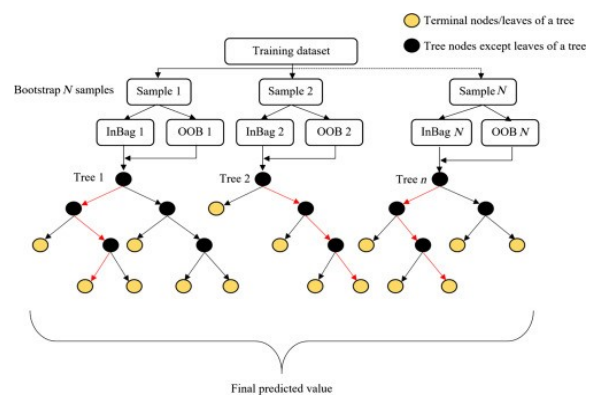 Terminal nodes/leaves of a tree
Tree nodes except leaves of a tree
Training dataset
Bootstrap N samples
Sample 1
Sample 2
Sample N
InBag 1
OOB 1
InBag 2
OOB 2
InBag N
OOB N
Tree 1
Tree 2
Tree n
Final predicted value